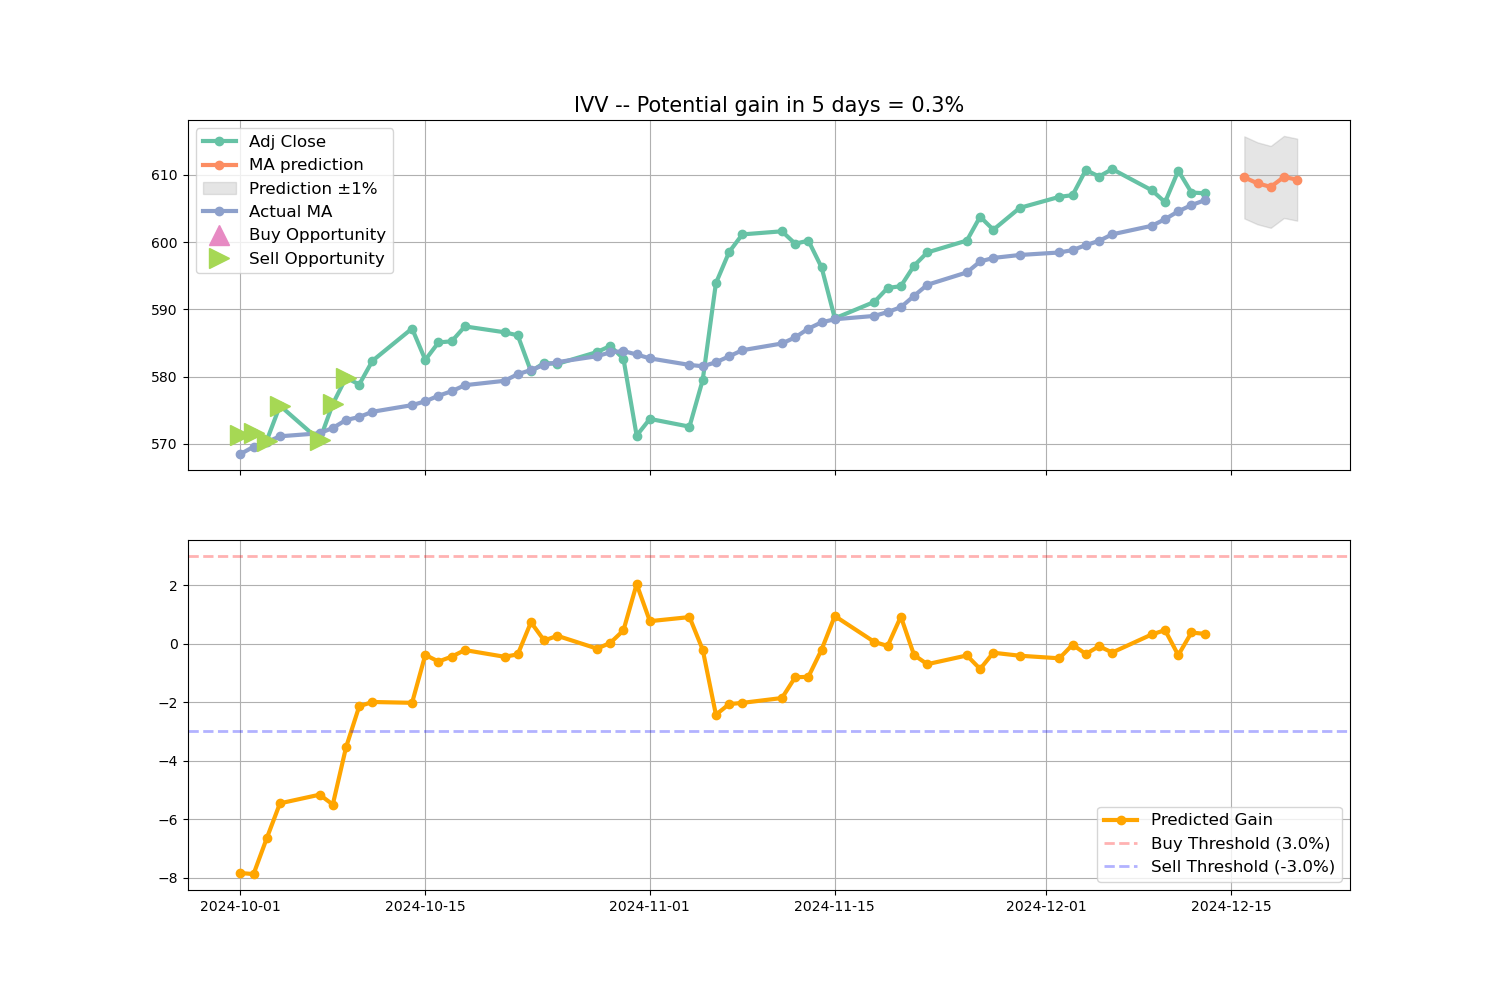 IVV -- Potential gain in 5 days = 0.3%
Adj Close
MA prediction
Prediction ±1%
Actual MA
Buy Opportunity
Sell Opportunity
610
600
590
580
570
2
0
−2
−4
−6
−8
Predicted Gain
Buy Threshold (3.0%)
Sell Threshold (-3.0%)
2024-10-01
2024-10-15
2024-11-01
2024-11-15
2024-12-01
2024-12-15